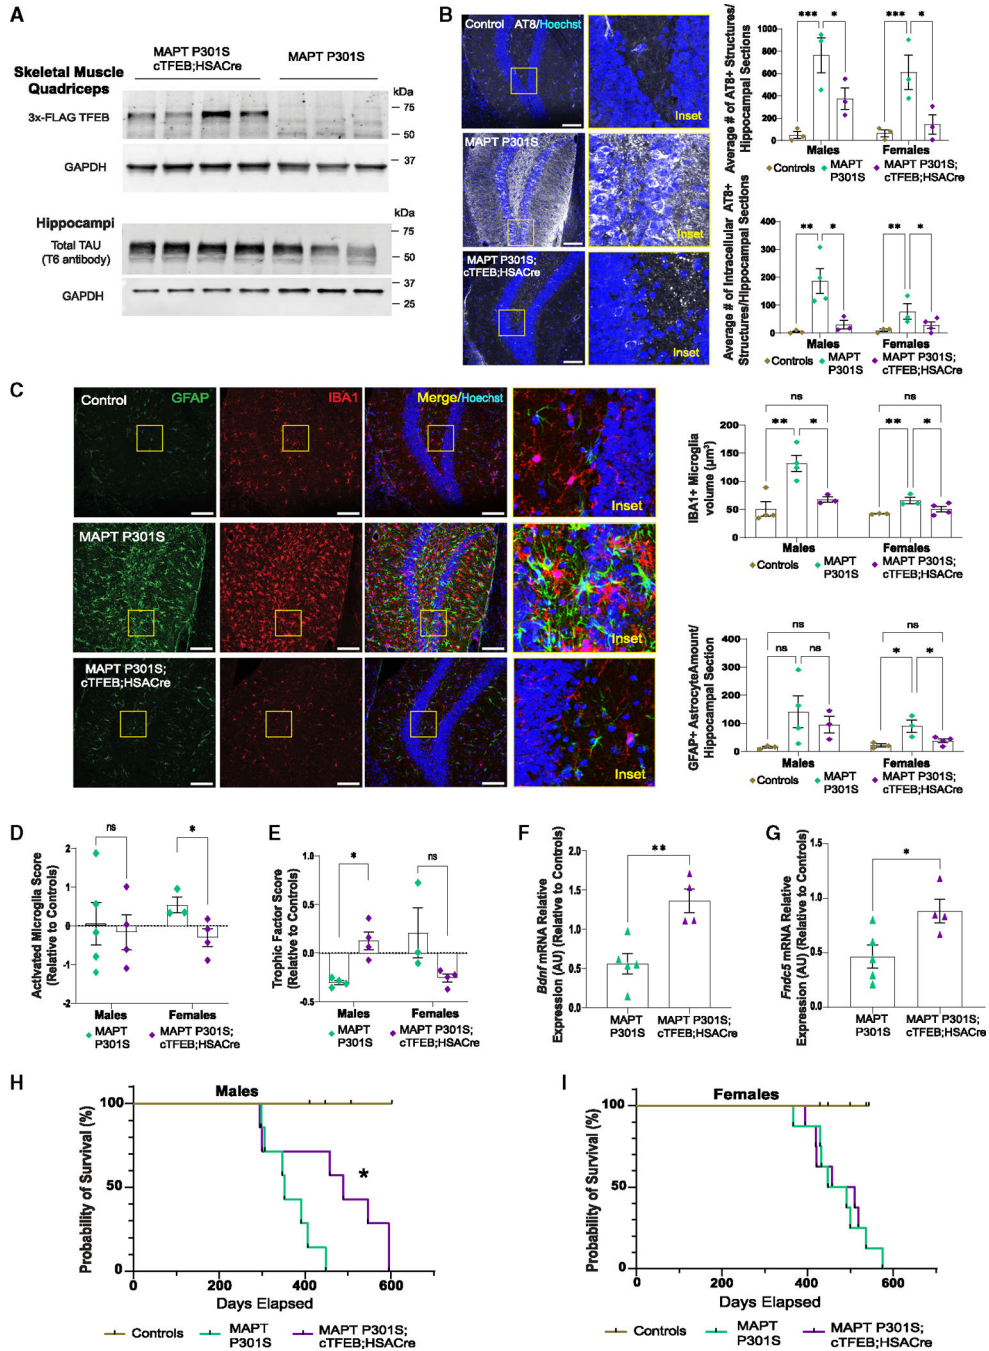 A
MAPT P301S
cTFEB;HSACre
MAPT P301S
Skeletal Muscle
Quadriceps
kDa
3x-FLAG TFEB
75
50
GAPDH
37
Hippocampi
kDa
75
Total TAU
(T6 antibody)
50
37
GAPDH
25
B
Control AT8/Hoechst
Inset
MAPT P301S
Inset
MAPT P301S;
cTFEB;HSACre
Inset
Average # of AT8+ Structures/
Hippocampal Sections
1000
800
600
400
200
0
*** * *** *
Males Females
Controls MAPT P301S MAPT P301S; cTFEB;HSACre
Average # of Intracellular AT8+
Structures/Hippocampal Sections
400
300
200
100
0
** * ** *
Males Females
Controls MAPT P301S MAPT P301S; cTFEB;HSACre
C
Control GFAP IBA1 Merge/Hoechst
Inset
MAPT P301S
Inset
MAPT P301S;
cTFEB;HSACre
Inset
IBA1+ Microglia
volume (µm³)
200
150
100
50
0
ns ns
** * ** *
Males Females
Controls MAPT P301S MAPT P301S; cTFEB;HSACre
GFAP+ AstrocyteAmount/
Hippocampal Section
400
300
200
100
0
ns ns
ns ns * *
Males Females
Controls MAPT P301S MAPT P301S; cTFEB;HSACre
D
Activated Microglia Score
(Relative to Controls)
2
1
0
-1
-2
ns *
Males Females
MAPT P301S MAPT P301S; cTFEB;HSACre
E
Trophic Factor Score
(Relative to Controls)
1.0
0.5
0.0
-0.5
* ns
Males Females
MAPT P301S MAPT P301S; cTFEB;HSACre
F
Bdnf mRNA Relative
Expression (AU) (Relative to Controls)
2.0
1.5
1.0
0.5
0.0
**
MAPT P301S MAPT P301S; cTFEB;HSACre
G
Fndc5 mRNA Relative
Expression (AU) (Relative to Controls)
1.5
1.0
0.5
0.0
*
MAPT P301S MAPT P301S; cTFEB;HSACre
H
Males
Probability of Survival (%)
100
50
0
*
0 200 400 600
Days Elapsed
Controls MAPT P301S MAPT P301S; cTFEB;HSACre
I
Females
Probability of Survival (%)
100
50
0
0 200 400 600
Days Elapsed
Controls MAPT P301S MAPT P301S; cTFEB;HSACre